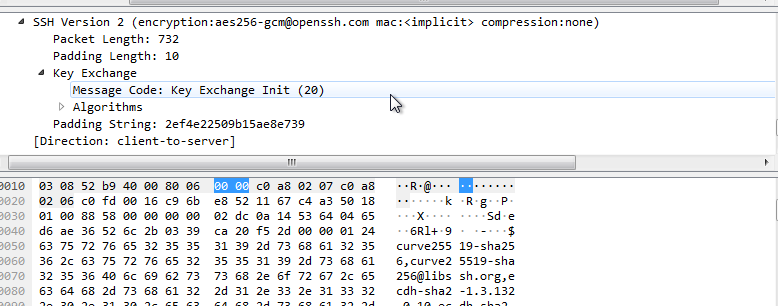 SSH Version 2 (encryption:aes256-gcm@openssh.com mac:<implicit> compression:none)
Packet Length: 732
Padding Length: 10
Key Exchange
Message Code: Key Exchange Init (20)
Algorithms
Padding String: 2ef4e22509b15ae8e739
[Direction: client-to-server]
0010 03 08 52 b9 40 00 80 06 00 00 c0 a8 02 07 c0 a8 ··R·@··· ········
0020 02 06 c0 fd 00 16 c9 6b e8 52 11 67 c4 a3 50 18 ·······k ·R·g··P·
0030 01 00 88 58 00 00 00 00 02 dc 0a 14 53 64 04 65 ···X···· ····Sd·e
0040 d6 ae 36 52 6c 2b 03 39 ca 20 f5 2d 00 00 01 24 ··6Rl+·9 · ·-···$
0050 63 75 72 76 65 32 35 35 31 39 2d 73 68 61 32 35 curve255 19-sha25
0060 36 2c 63 75 72 76 65 32 35 35 31 39 2d 73 68 61 6,curve2 5519-sha
0070 32 35 36 40 6c 69 62 73 73 68 2e 6f 72 67 2c 65 256@libs sh.org,e
0080 63 64 68 2d 73 68 61 32 2d 31 2e 33 2e 31 33 32 cdh-sha2 -1.3.132